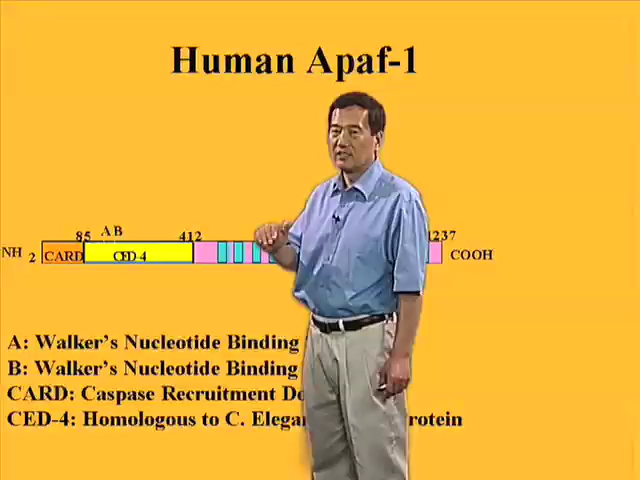 Human Apaf-1
85 A B 412 1237
NH 2 CARD CED-4 COOH
A: Walker's Nucleotide Binding
B: Walker's Nucleotide Binding
CARD: Caspase Recruitment Do
CED-4: Homologous to C. Elega rotein